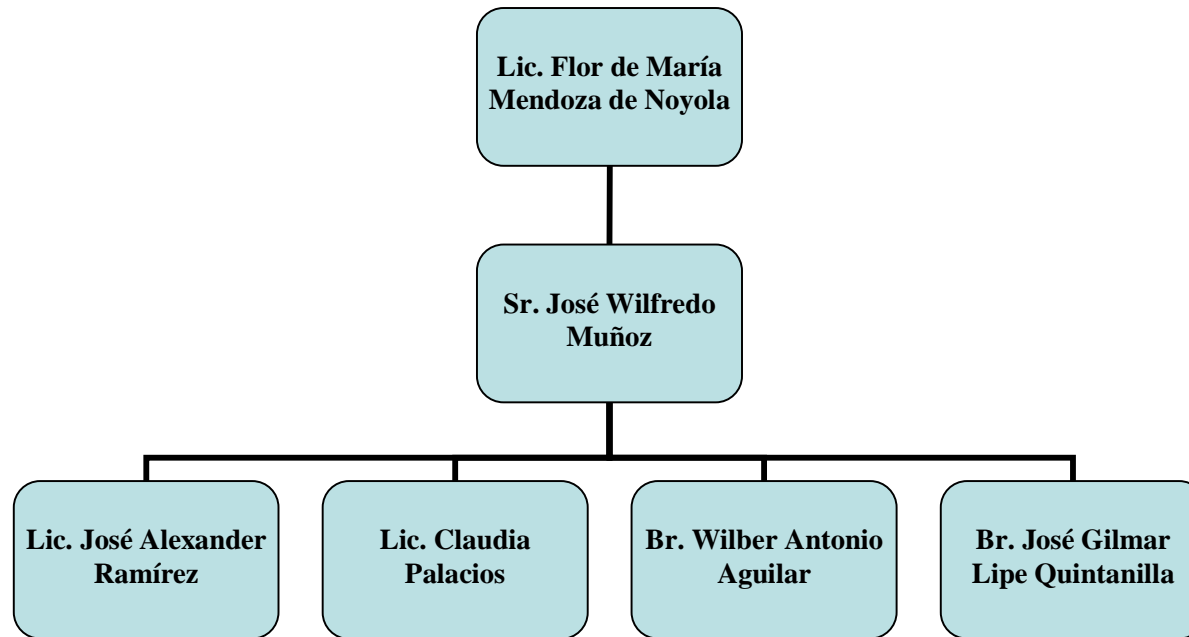 Lic. Flor de María
Mendoza de Noyola
Sr. José Wilfredo
Muñoz
Lic. José Alexander
Ramírez
Lic. Claudia
Palacios
Br. Wilber Antonio
Aguilar
Br. José Gilmar
Lipe Quintanilla